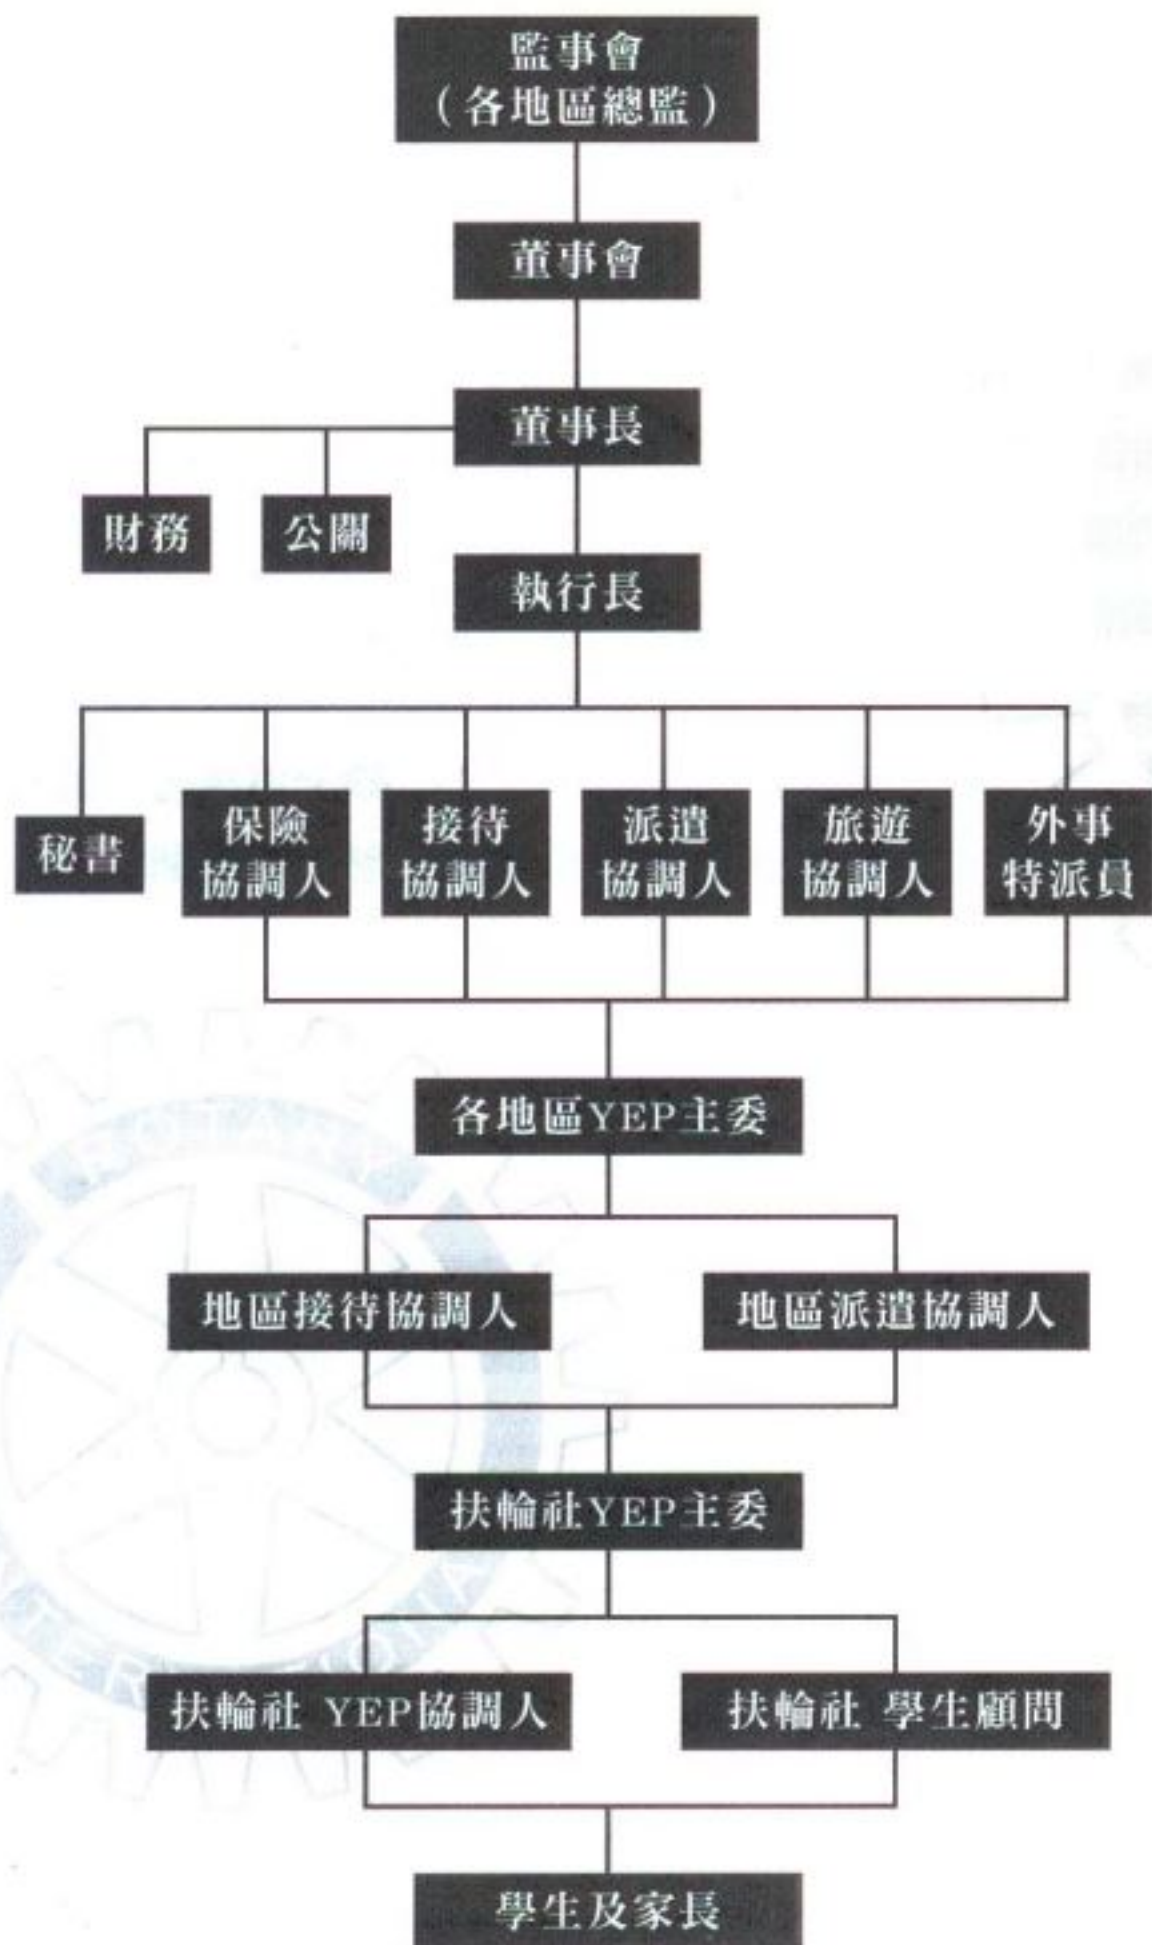 監事會
（各地區總監）
董事會
董事長
財務
公關
執行長
秘書
保險
協調人
接待
協調人
派遣
協調人
旅遊
協調人
外事
特派員
各地區YEP主委
地區接待協調人
地區派遣協調人
扶輪社YEP主委
扶輪社 YEP協調人
扶輪社 學生顧問
學生及家長